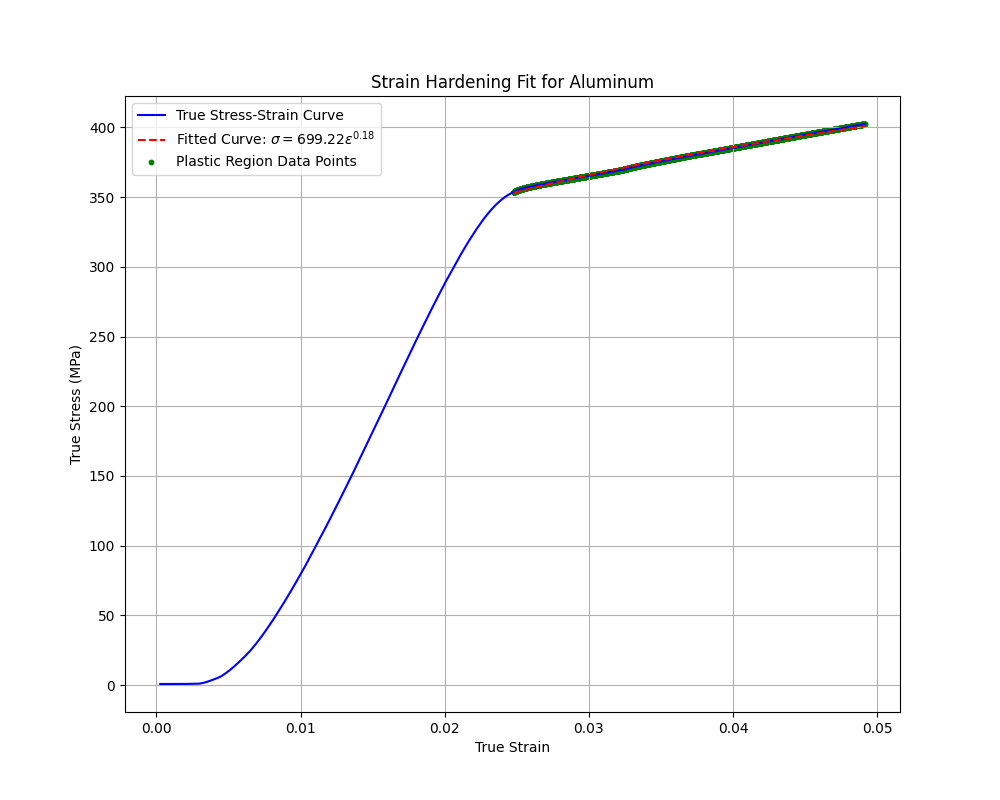 Strain Hardening Fit for Aluminum
True Stress-Strain Curve
Fitted Curve: σ = 699.22ε^0.18
Plastic Region Data Points
400
350
300
250
200
150
100
50
0
True Stress (MPa)
0.00 0.01 0.02 0.03 0.04 0.05
True Strain